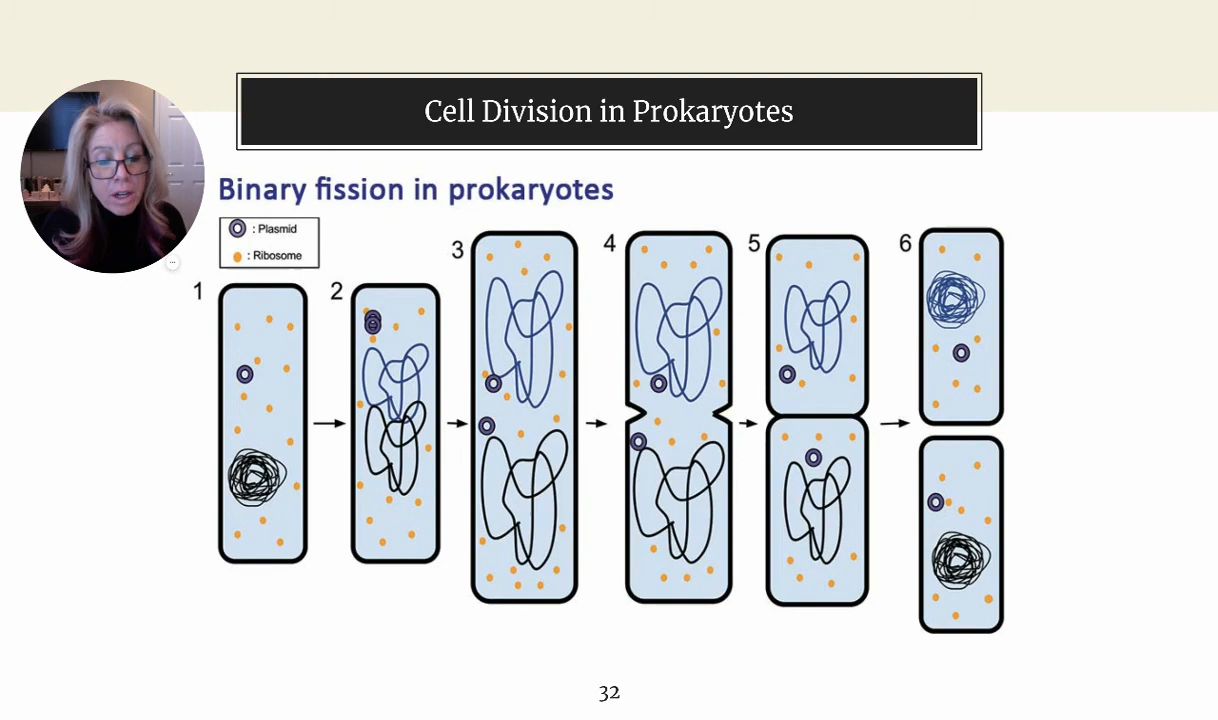 Cell Division in Prokaryotes
Binary fission in prokaryotes
: Plasmid
: Ribosome
1
2
3
4
5
6
32